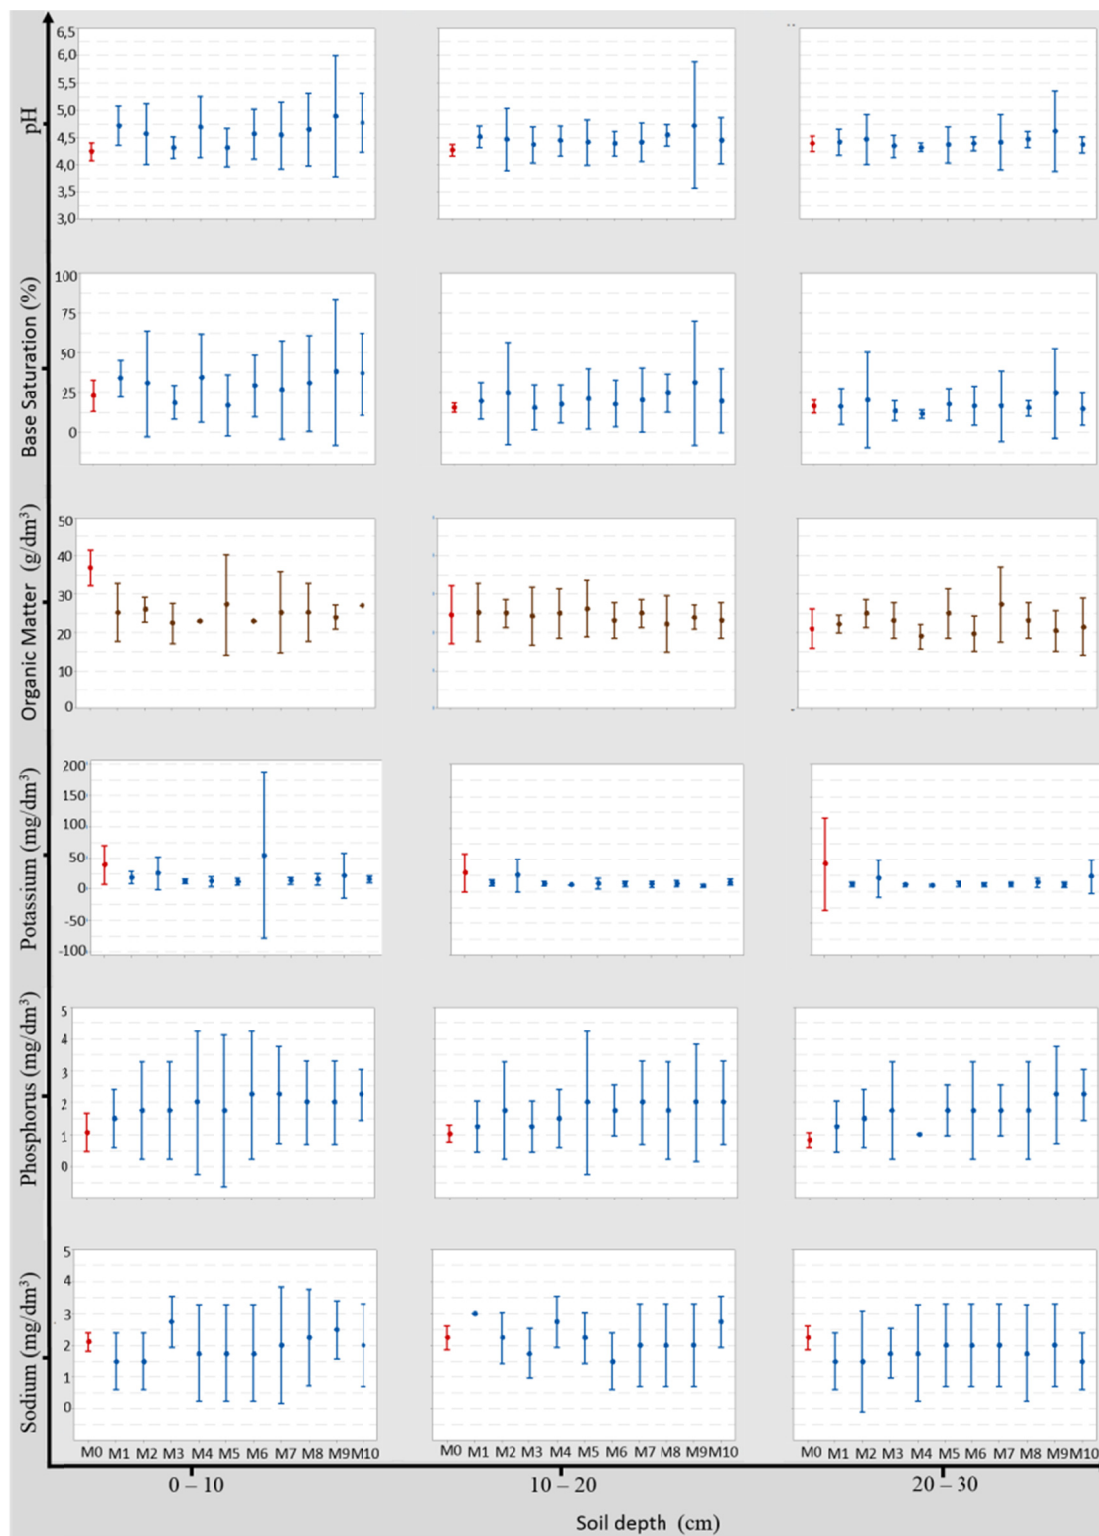 pH
6,5
6,0
5,5
5,0
4,5
4,0
3,5
3,0
Base Saturation (%)
100
75
50
25
0
Organic Matter (g/dm³)
50
40
30
20
10
0
Potassium (mg/dm³)
200
150
100
50
0
-50
-100
Phosphorus (mg/dm³)
5
4
3
2
1
0
Sodium (mg/dm³)
5
4
3
2
1
0
M0 M1 M2 M3 M4 M5 M6 M7 M8 M9 M10
M0 M1 M2 M3 M4 M5 M6 M7 M8 M9 M10
M0 M1 M2 M3 M4 M5 M6 M7 M8 M9 M10
0 – 10
10 – 20
20 – 30
Soil depth (cm)